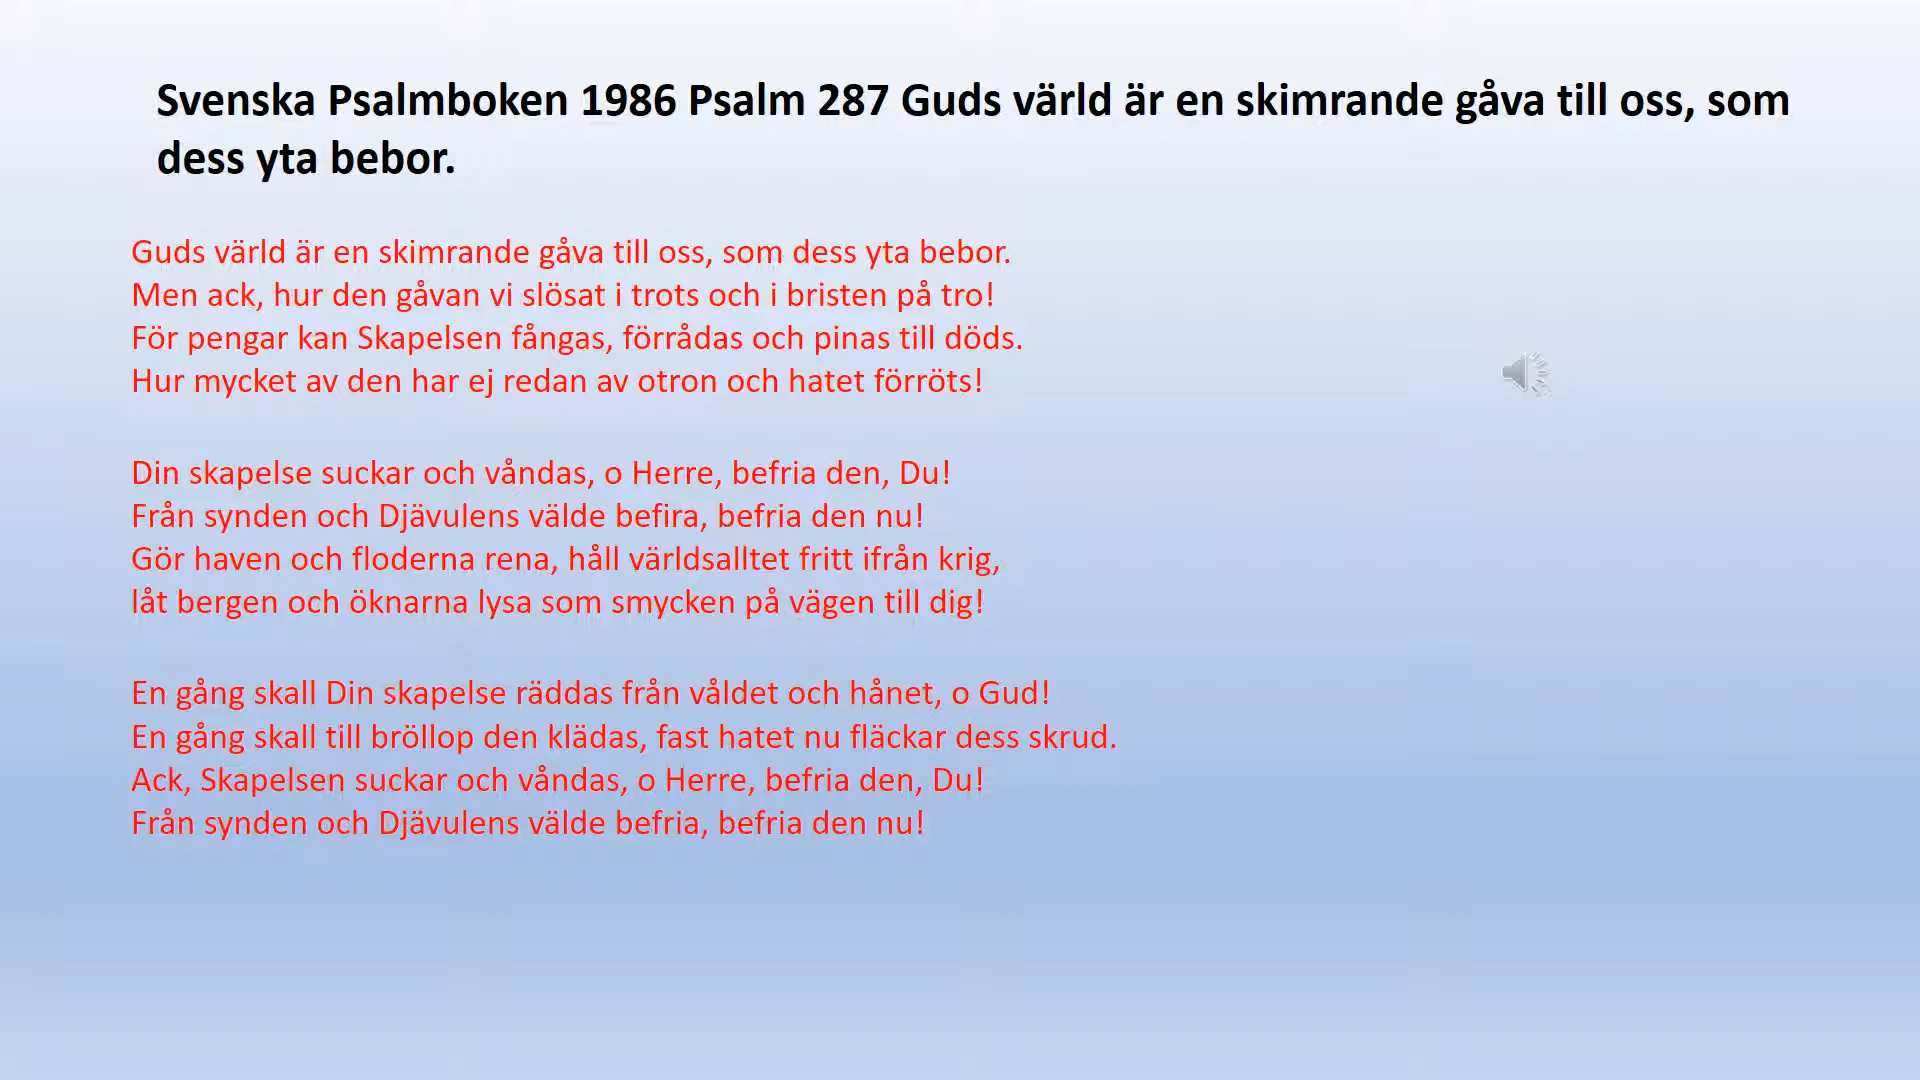 Svenska Psalmboken 1986 Psalm 287 Guds värld är en skimrande gåva till oss, som
dess yta bebor.
Guds värld är en skimrande gåva till oss, som dess yta bebor.
Men ack, hur den gåvan vi slösat i trots och i bristen på tro!
För pengar kan Skapelsen fångas, förrådas och pinas till döds.
Hur mycket av den har ej redan av otron och hatet förröts!
Din skapelse suckar och våndas, o Herre, befria den, Du!
Från synden och Djävulens välde befira, befria den nu!
Gör haven och floderna rena, håll världsalltet fritt ifrån krig,
låt bergen och öknarna lysa som smycken på vägen till dig!
En gång skall Din skapelse räddas från våldet och hånet, o Gud!
En gång skall till bröllop den klädas, fast hatet nu fläckar dess skrud.
Ack, Skapelsen suckar och våndas, o Herre, befria den, Du!
Från synden och Djävulens välde befria, befria den nu!